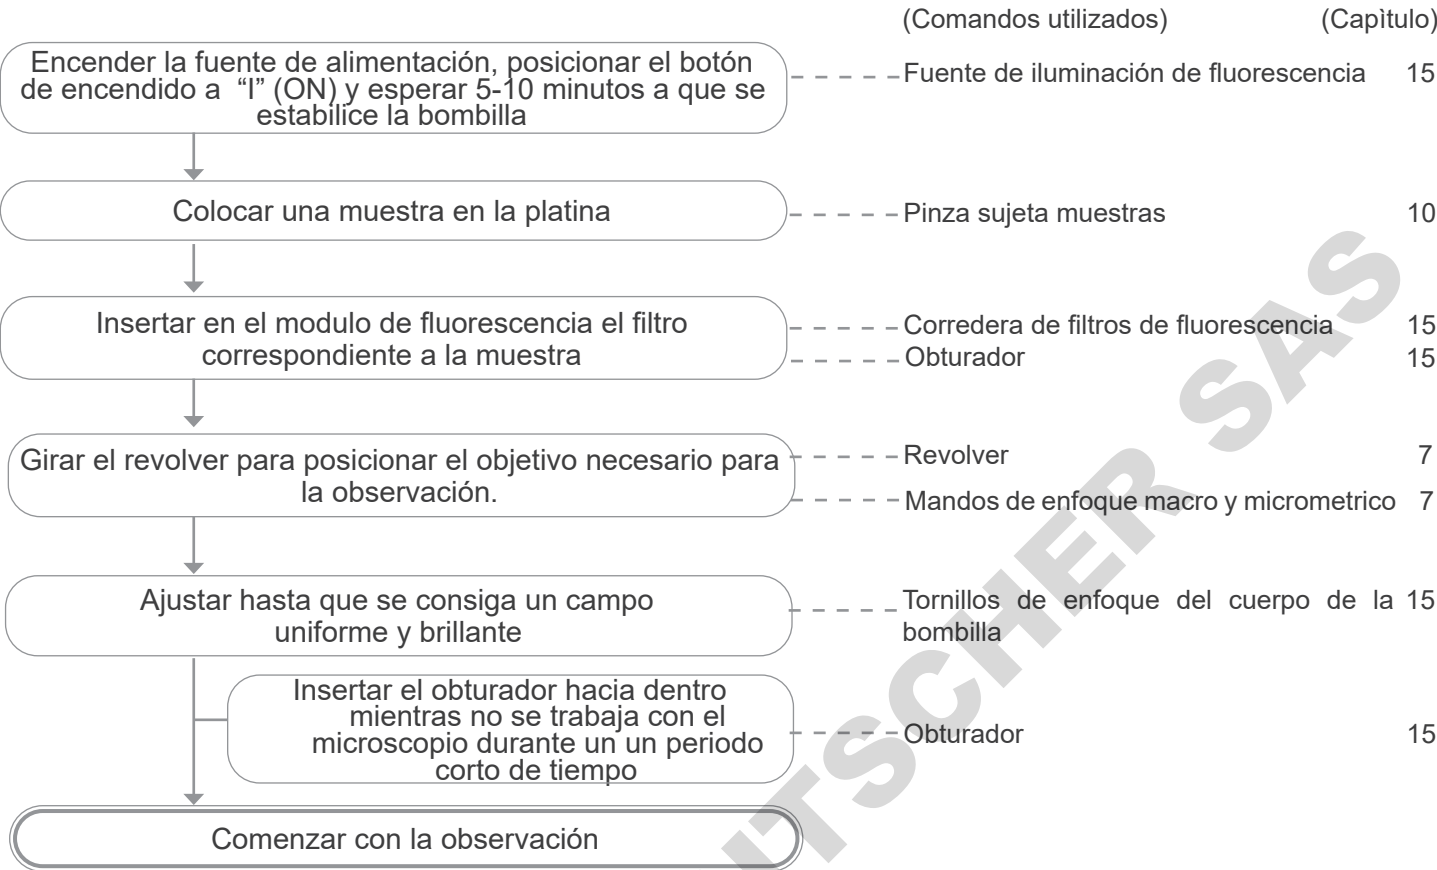 (Comandos utilizados) (Capìtulo)
Encender la fuente de alimentación, posicionar el botón
de encendido a “I” (ON) y esperar 5-10 minutos a que se
estabilice la bombilla
Fuente de iluminación de fluorescencia 15
Colocar una muestra en la platina
Pinza sujeta muestras 10
Insertar en el modulo de fluorescencia el filtro
correspondiente a la muestra
Corredera de filtros de fluorescencia 15
Obturador 15
Girar el revolver para posicionar el objetivo necesario para
la observación.
Revolver 7
Mandos de enfoque macro y micrometrico 7
Ajustar hasta que se consiga un campo
uniforme y brillante
Tornillos de enfoque del cuerpo de la 15
bombilla
Insertar el obturador hacia dentro
mientras no se trabaja con el
microscopio durante un un periodo
corto de tiempo
Obturador 15
Comenzar con la observación
ITSCHER SAS